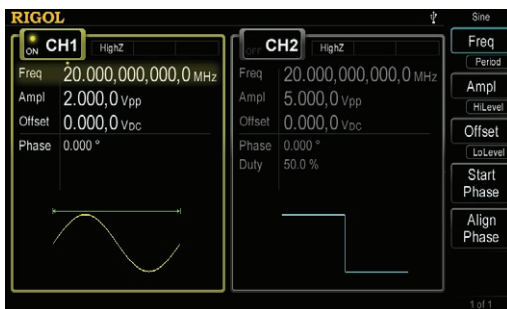 RIGOL
Sine
ON CH1 HighZ
Freq 20.000,000,000,0 MHz
Ampl 2.000,0 Vpp
Offset 0.000,0 VDC
Phase 0.000 °
OFF CH2 HighZ
Freq 20.000,000,000,0 MHz
Ampl 5.000,0 Vpp
Offset 0.000,0 VDC
Phase 0.000 °
Duty 50.0 %
Freq
Period
Ampl
HiLevel
Offset
LoLevel
Start
Phase
Align
Phase
1 of 1